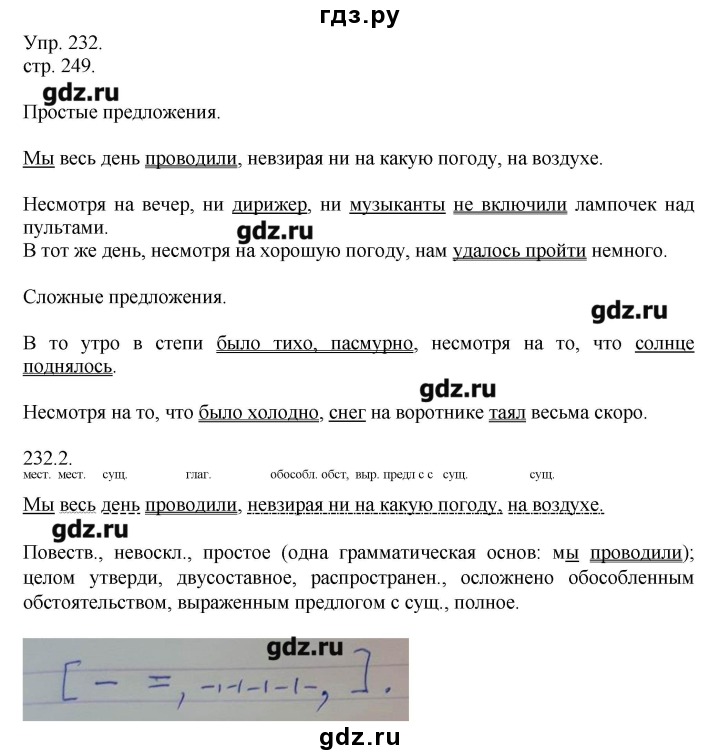 гдз.ру
Упр. 232.
стр. 249.
gdz.ru
Простые предложения.
Мы весь день проводили, невзирая ни на какую погоду, на воздухе.
Несмотря на вечер, ни дирижер, ни музыканты не включили лампочек над
пультами.
gdz.ru
В тот же день, несмотря на хорошую погоду, нам удалось пройти немного.
Сложные предложения.
gdz.ru
В то утро в степи было тихо, пасмурно, несмотря на то, что солнце
поднялось.
gdz.ru
Несмотря на то, что было холодно, снег на воротнике таял весьма скоро.
232.2.
мест. мест. сущ. глаг. обособл. обст, выр. предл с с сущ. сущ.
Мы весь день проводили, невзирая ни на какую погоду, на воздухе.
gdz.ru
Повеств., невоскл., простое (одна грамматическая основ: мы проводили);
целом утверди, двусоставное, распространен., осложнено обособленным
обстоятельством, выраженным предлогом с сущ., полное.
gdz.ru
[ – =, –·–·–·–·–, ].